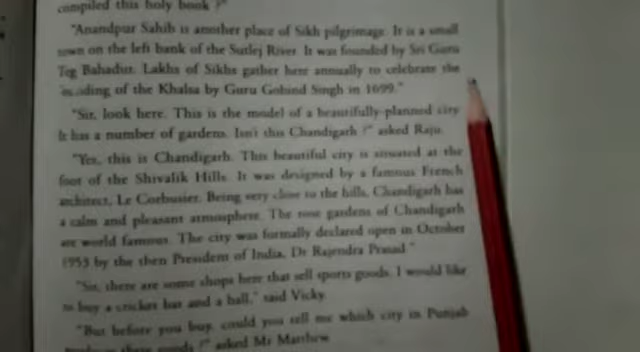 compiled this holy book ?"
"Anandpur Sahib is another place of Sikh pilgrimage. It is a small
town on the left bank of the Sutlej River. It was founded by Sri Guru
Teg Bahadur. Lakhs of Sikhs gather here annually to celebrate the
founding of the Khalsa by Guru Gobind Singh in 1699."
"Sir, look here. This is the model of a beautifully-planned city
It has a number of gardens. Isn't this Chandigarh ?" asked Raju.
"Yes, this is Chandigarh. This beautiful city is situated at the
foot of the Shivalik Hills. It was designed by a famous French
architect, Le Corbusier. Being very close to the hills, Chandigarh has
a calm and pleasant atmosphere. The rose gardens of Chandigarh
are world famous. The city was formally declared open in October
1953 by the then President of India, Dr Rajendra Prasad."
"Sir, there are some shops here that sell sports goods. I would like
to buy a cricket bat and a ball," said Vicky.
"But before you buy, could you tell me which city in Punjab
these goods ?" asked Mr Matthew